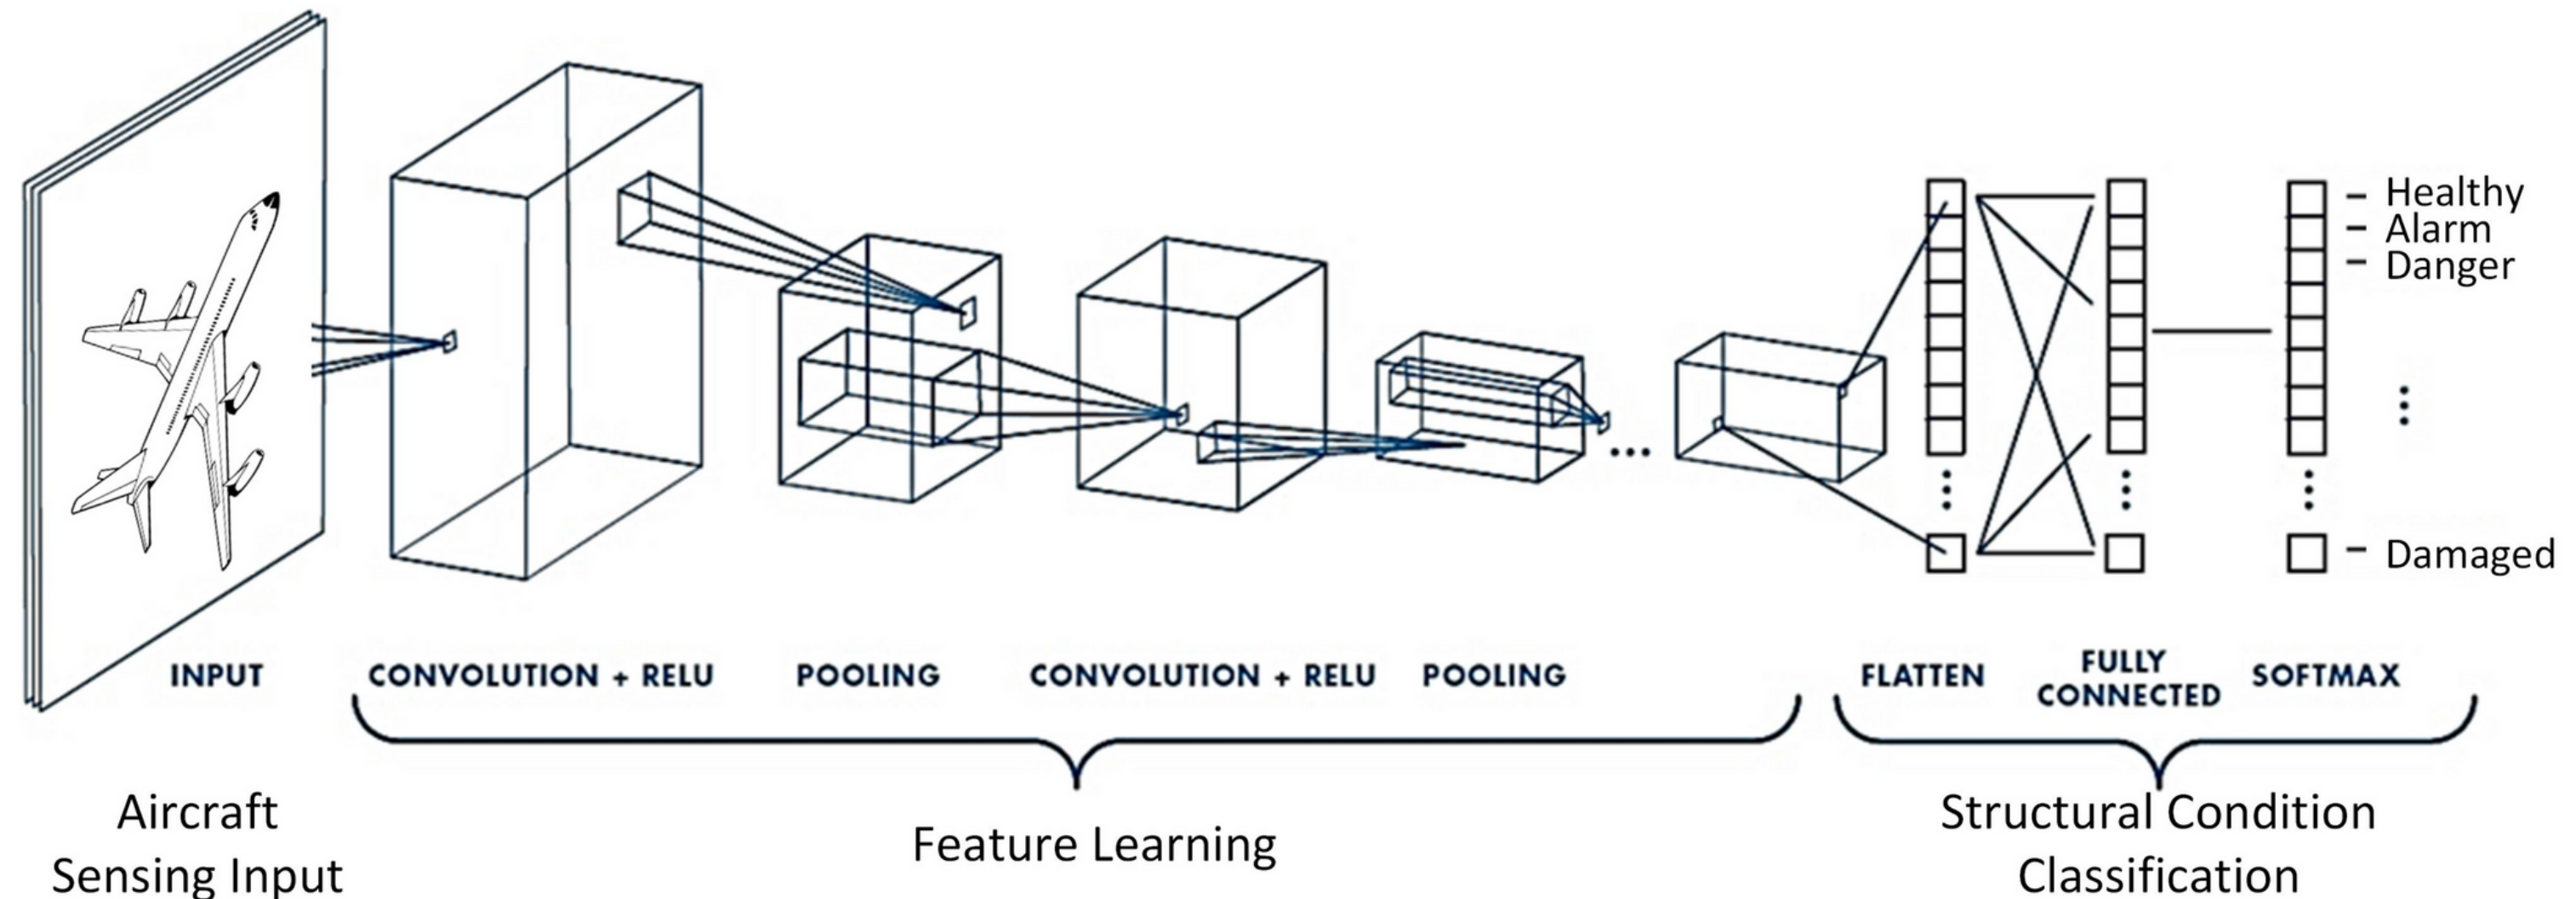 Healthy
Alarm
Danger
Damaged
INPUT
CONVOLUTION + RELU
POOLING
CONVOLUTION + RELU
POOLING
FLATTEN
FULLY
CONNECTED
SOFTMAX
Aircraft
Sensing Input
Feature Learning
Structural Condition
Classification